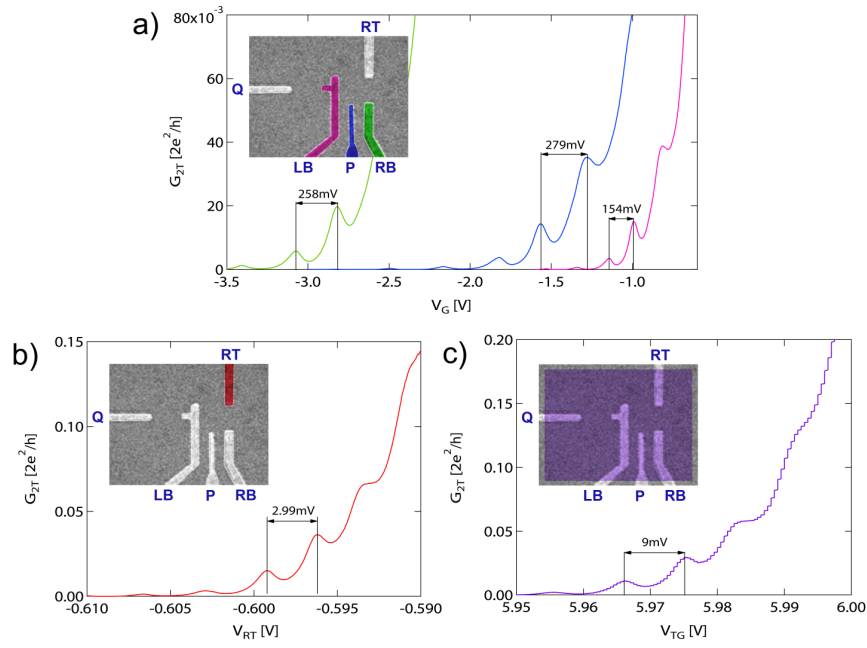 a)
80x10⁻³
60
40
20
0
G2T [2e²/h]
RT
Q
LB
P
RB
258mV
279mV
154mV
-3.5
-3.0
-2.5
-2.0
-1.5
-1.0
VG [V]
b)
0.15
0.10
0.05
0.00
G2T [2e²/h]
RT
Q
LB
P
RB
2.99mV
-0.610
-0.605
-0.600
-0.595
-0.590
VRT [V]
c)
0.20
0.15
0.10
0.05
0.00
G2T [2e²/h]
RT
Q
LB
P
RB
9mV
5.95
5.96
5.97
5.98
5.99
6.00
VTG [V]